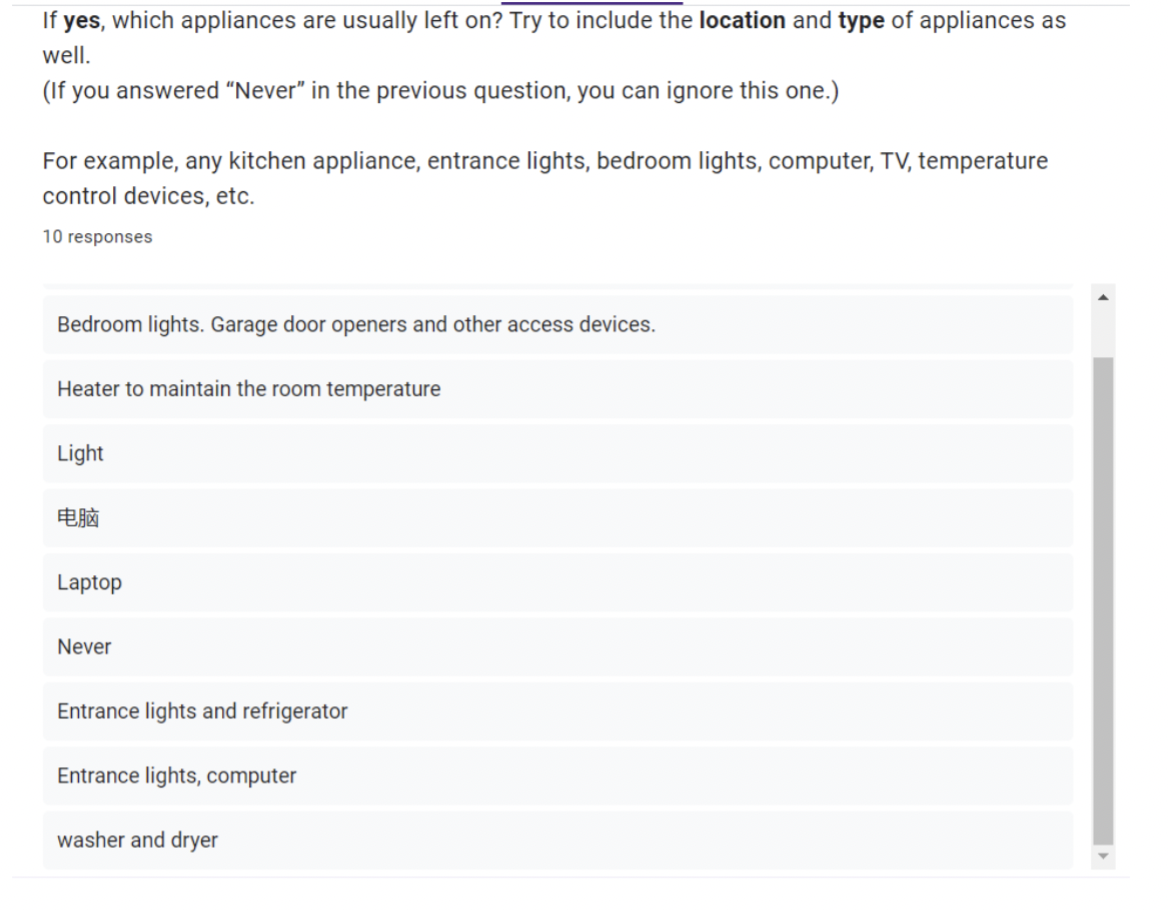 If yes, which appliances are usually left on? Try to include the location and type of appliances as
well.
(If you answered “Never” in the previous question, you can ignore this one.)
For example, any kitchen appliance, entrance lights, bedroom lights, computer, TV, temperature
control devices, etc.
10 responses
Bedroom lights. Garage door openers and other access devices.
Heater to maintain the room temperature
Light
电脑
Laptop
Never
Entrance lights and refrigerator
Entrance lights, computer
washer and dryer